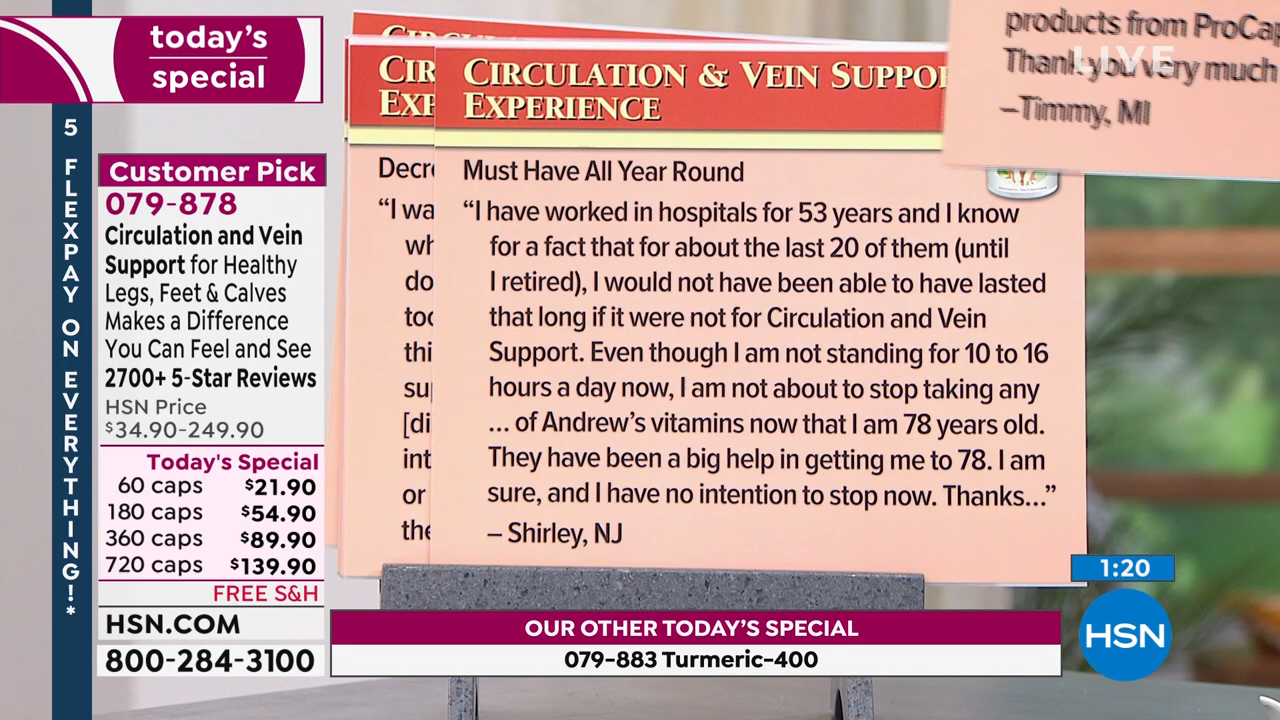 today's
special
5 FLEXPAY ON EVERYTHING!*
Customer Pick
079-878
Circulation and Vein
Support for Healthy
Legs, Feet & Calves
Makes a Difference
You Can Feel and See
2700+ 5-Star Reviews
HSN Price
$34.90-249.90
Today's Special
60 caps $21.90
180 caps $54.90
360 caps $89.90
720 caps $139.90
FREE S&H
HSN.COM
800-284-3100
CIRCULATION & VEIN
EXPERIENCE
Must Have All Year Round
“I have worked in hospitals for 53 years and I know
for a fact that for about the last 20 of them (until
I retired), I would not have been able to have lasted
that long if it were not for Circulation and Vein
Support. Even though I am not standing for 10 to 16
hours a day now, I am not about to stop taking any
... of Andrew’s vitamins now that I am 78 years old.
They have been a big help in getting me to 78. I am
sure, and I have no intention to stop now. Thanks...”
– Shirley, NJ
products from
Thank you very much
–Timmy, MI
LIVE
1:20
HSN
OUR OTHER TODAY’S SPECIAL
079-883 Turmeric-400